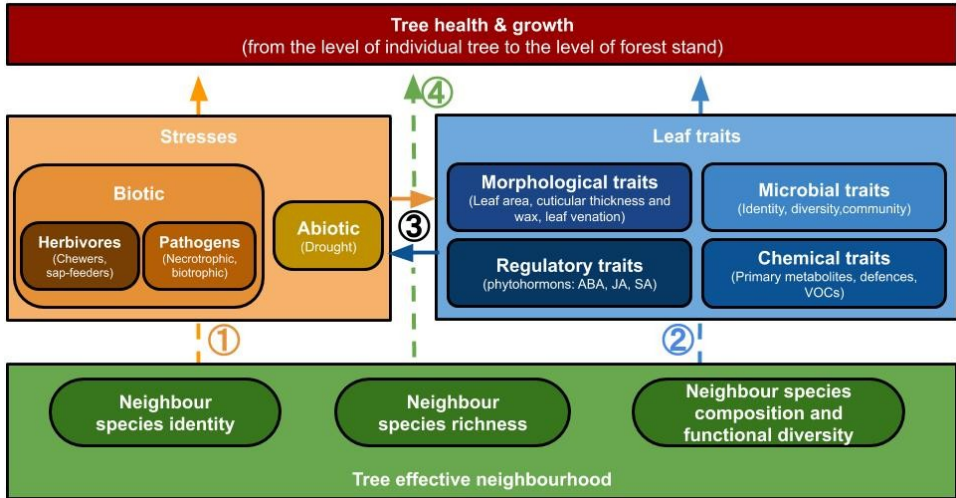 Tree health & growth
(from the level of individual tree to the level of forest stand)
④
Stresses
Leaf traits
Biotic
Herbivores
(Chewers,
sap-feeders)
Pathogens
(Necrotrophic,
biotrophic)
Abiotic
(Drought)
③
Morphological traits
(Leaf area, cuticular thickness and
wax, leaf venation)
Microbial traits
(Identity, diversity,community)
Regulatory traits
(phytohormons: ABA, JA, SA)
Chemical traits
(Primary metabolites, defences,
VOCs)
①
②
Neighbour
species identity
Neighbour
species richness
Neighbour species
composition and
functional diversity
Tree effective neighbourhood